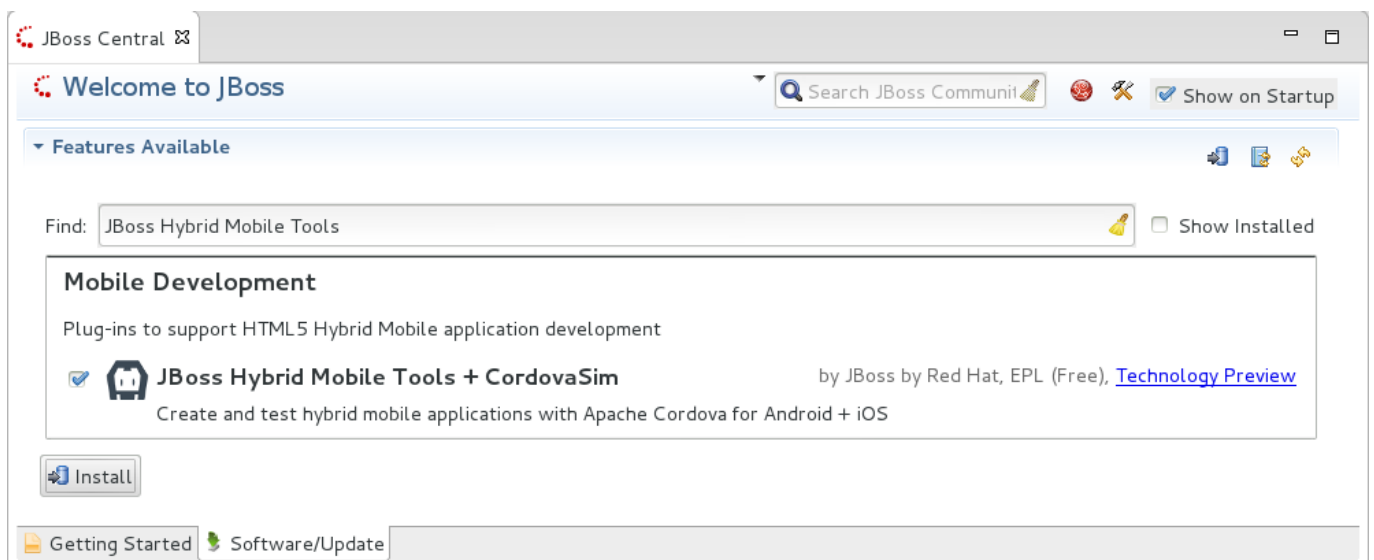 JBoss Central
Welcome to JBoss
Search JBoss Communit
Show on Startup
Features Available
Find: JBoss Hybrid Mobile Tools
Show Installed
Mobile Development
Plug-ins to support HTML5 Hybrid Mobile application development
JBoss Hybrid Mobile Tools + CordovaSim by JBoss by Red Hat, EPL (Free), Technology Preview
Create and test hybrid mobile applications with Apache Cordova for Android + iOS
Install
Getting Started Software/Update